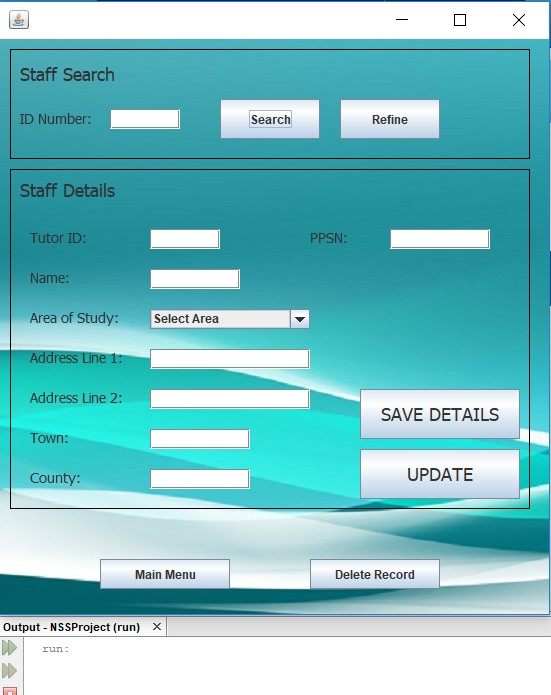 Staff Search
ID Number: Search Refine
Staff Details
Tutor ID: PPSN:
Name:
Area of Study: Select Area
Address Line 1:
Address Line 2:
SAVE DETAILS
Town:
UPDATE
County:
Main Menu Delete Record
Output - NSSProject (run)
run: